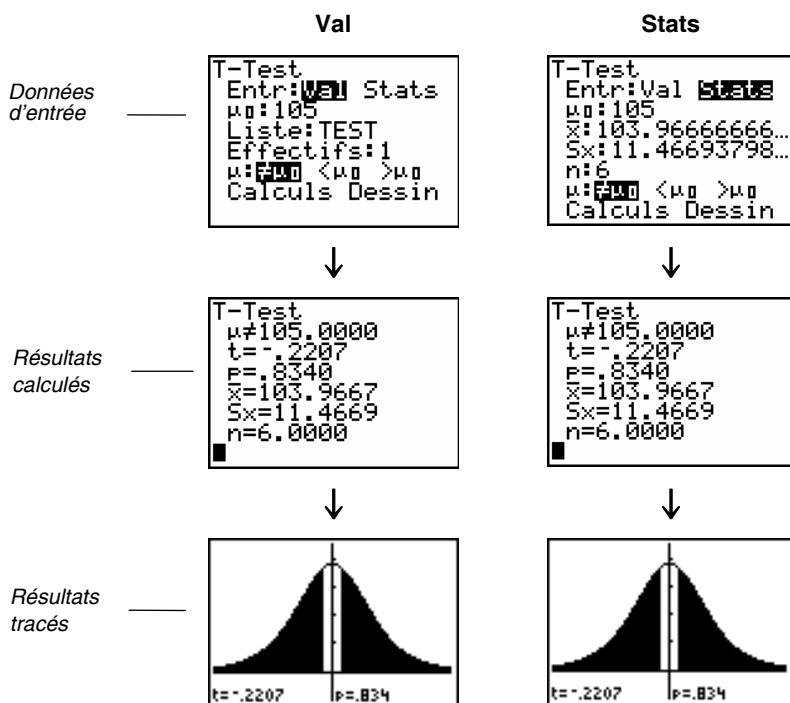 Val
Stats
Données
d'entrée
T-Test
Entr:Val Stats
μ0:105
Liste:TEST
Effectifs:1
μ:≠μ0 <μ0 >μ0
Calculs Dessin
T-Test
Entr:Val Stats
μ0:105
x̄:103.96666666…
Sx:11.46693798…
n:6
μ:≠μ0 <μ0 >μ0
Calculs Dessin
Résultats
calculés
T-Test
μ≠105.0000
t=-.2207
p=.8340
x̄=103.9667
Sx=11.4669
n=6.0000
T-Test
μ≠105.0000
t=-.2207
p=.8340
x̄=103.9667
Sx=11.4669
n=6.0000
Résultats
tracés
t=-.2207 p=.834
t=-.2207 p=.834